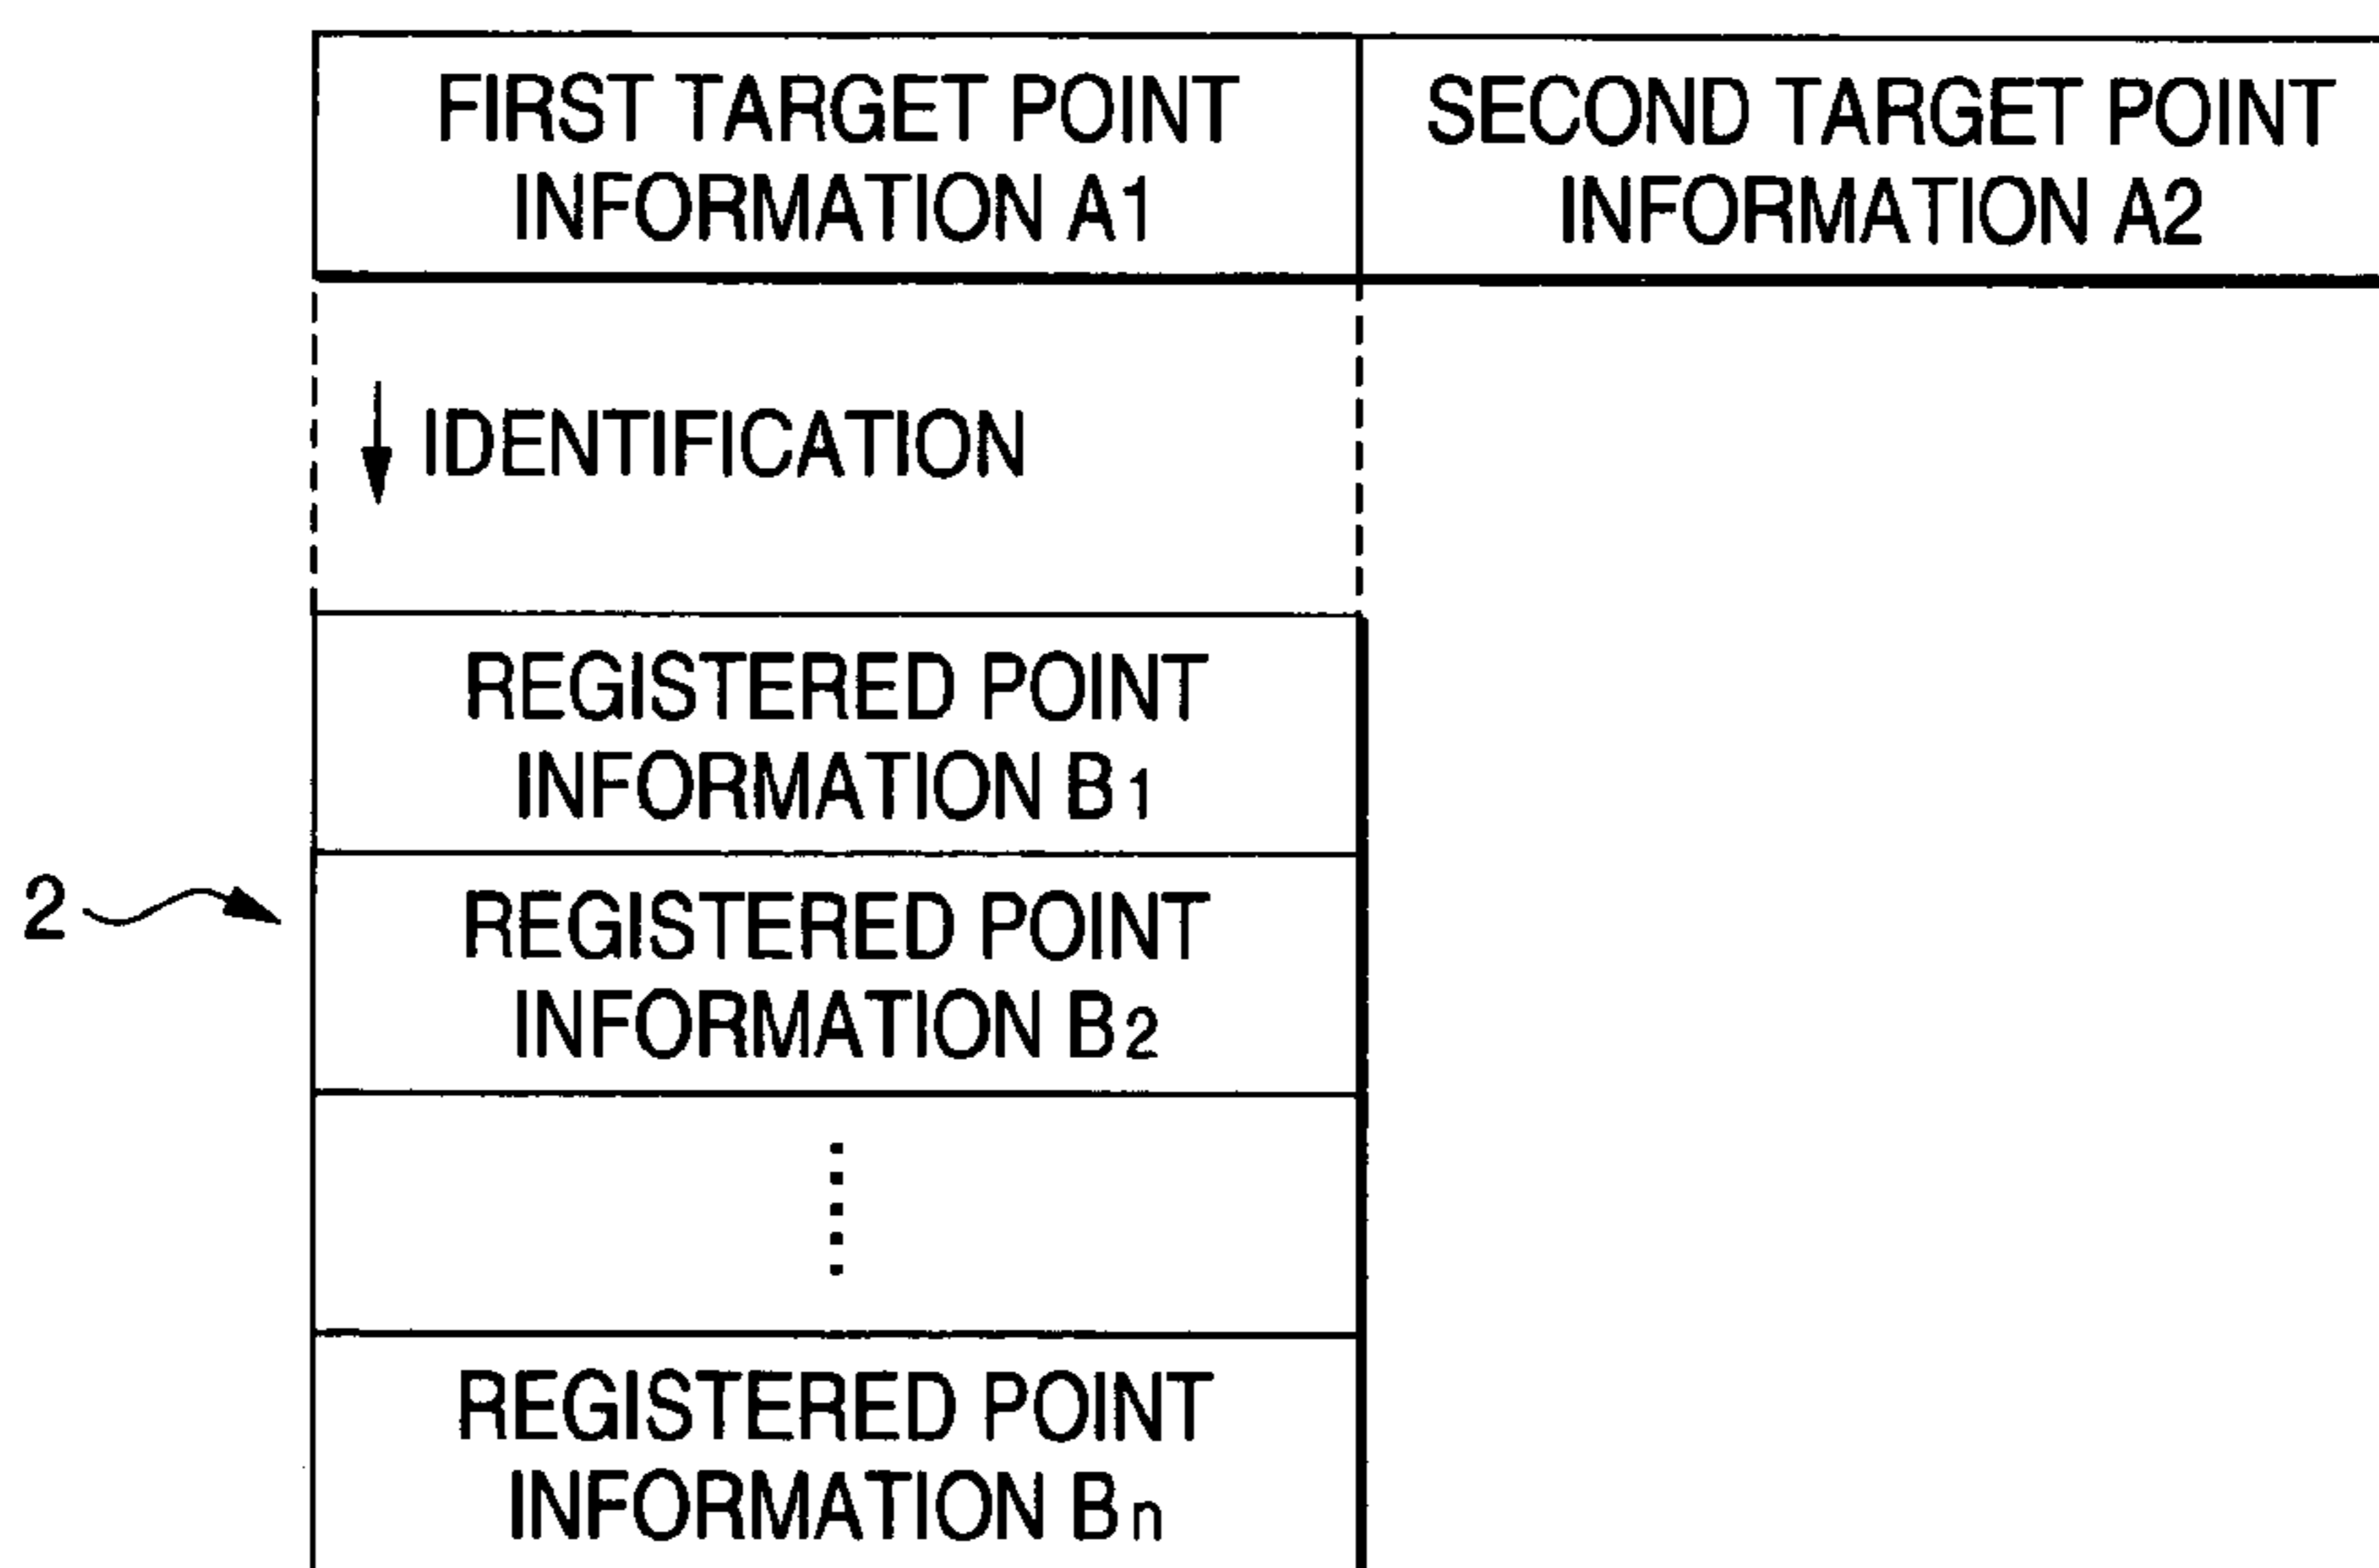 FIRST TARGET POINT
INFORMATION A1
SECOND TARGET POINT
INFORMATION A2
IDENTIFICATION
REGISTERED POINT
INFORMATION B1
2
REGISTERED POINT
INFORMATION B2
REGISTERED POINT
INFORMATION Bn